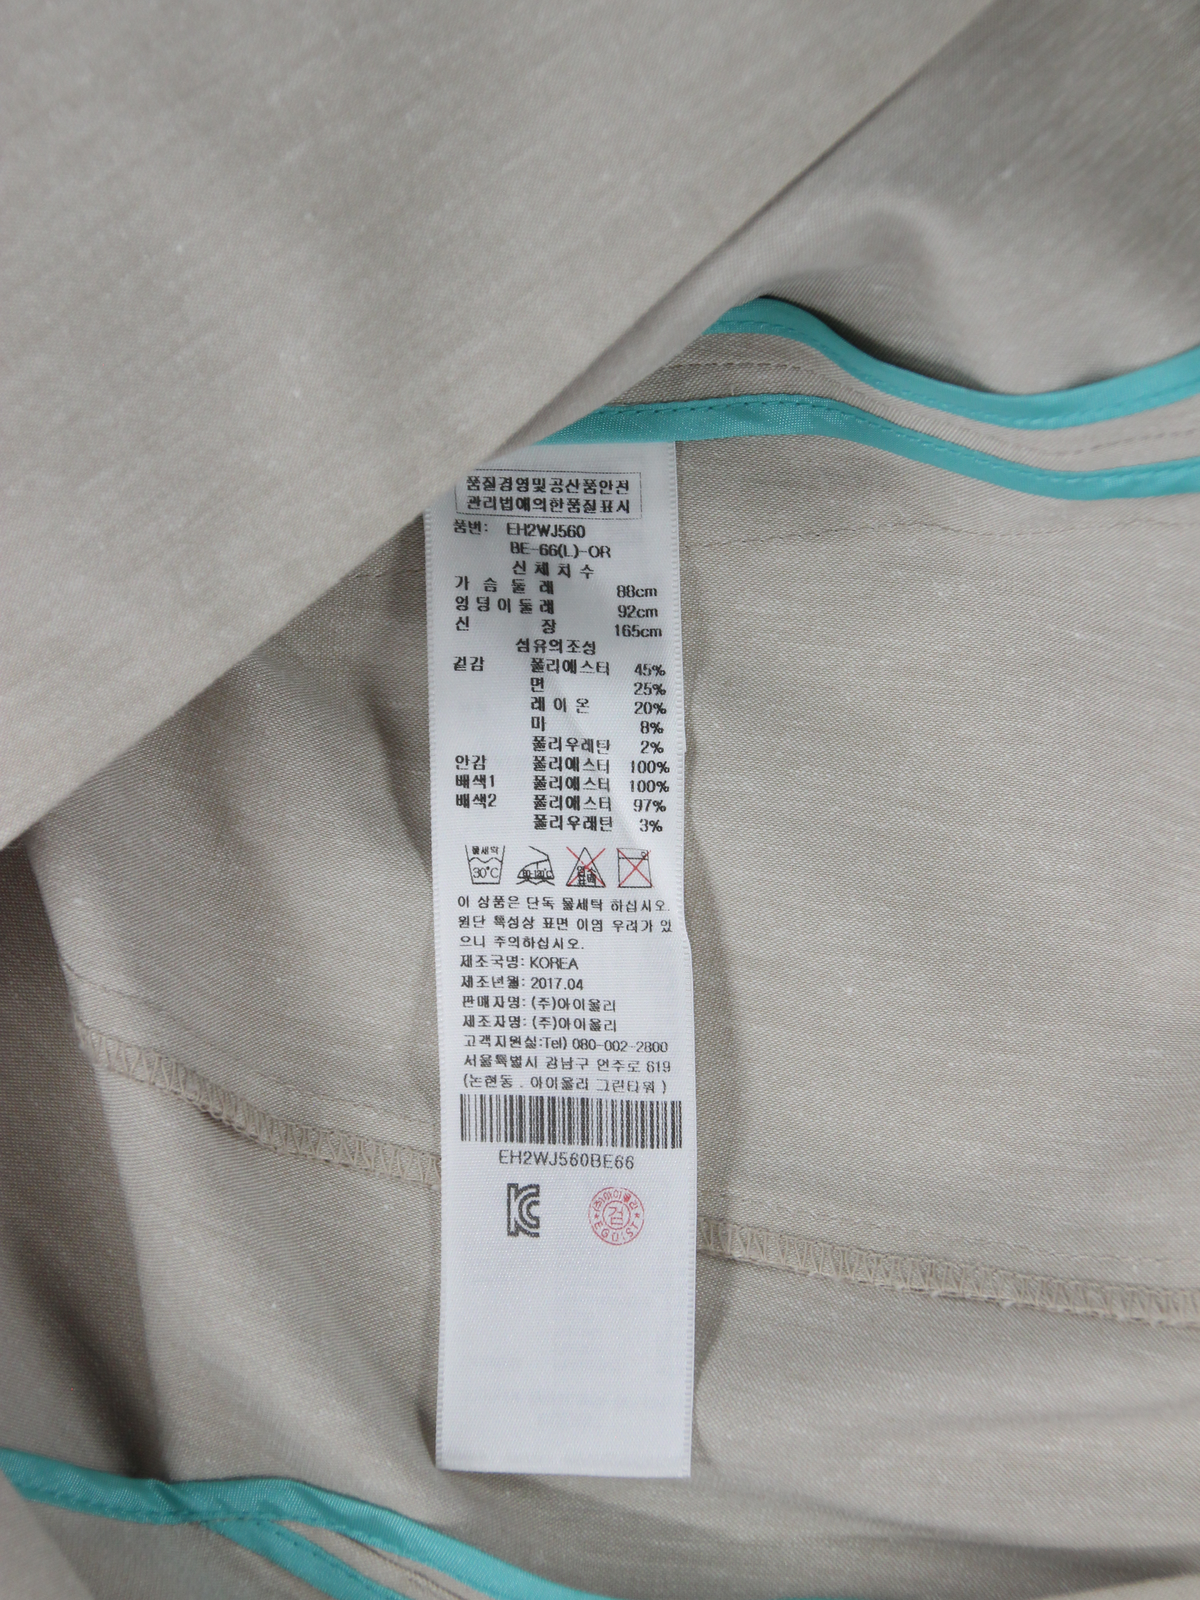 품질경영및공산품안전
관리법에의한품질표시
품번: EH2WJ560
BE-66(L)-OR
신체치수
가슴둘레 88cm
엉덩이둘레 92cm
신 장 165cm
섬유의조성
겉감 폴리에스터 45%
면 25%
레이온 20%
마 8%
폴리우레탄 2%
안감 폴리에스터 100%
배색1 폴리에스터 100%
배색2 폴리에스터 97%
폴리우레탄 3%
물세탁
30°C
이 상품은 단독 물세탁 하십시오.
원단 특성상 표면 이염 우려가 있
으니 주의하십시오.
제조국명: KOREA
제조년월: 2017.04
판매자명: (주)아이올리
제조자명: (주)아이올리
고객지원실:Tel) 080-002-2800
서울특별시 강남구 언주로 619
(논현동 . 아이올리 그린타워 )
EH2WJ560BE66
KC
(주)아이올리
검
EGOIST